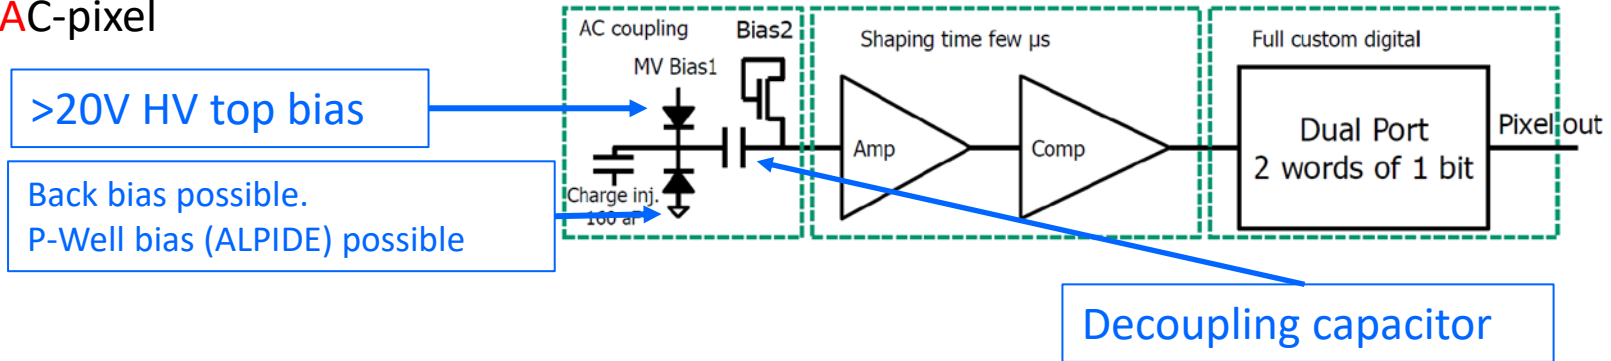 AC-pixel
AC coupling
Bias2
MV Bias1
Charge inj.
160 aF
Shaping time few µs
Amp
Comp
Full custom digital
Dual Port
2 words of 1 bit
Pixel out
>20V HV top bias
Back bias possible.
P-Well bias (ALPIDE) possible
Decoupling capacitor